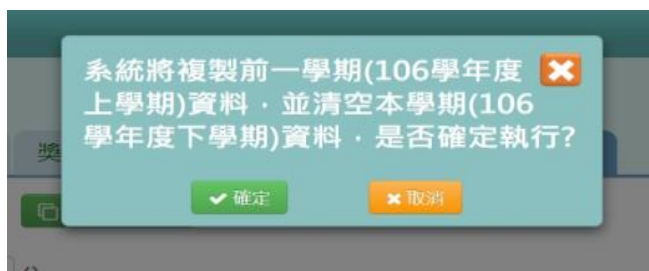 系統將複製前一學期(106學年度
上學期)資料，並清空本學期(106
學年度下學期)資料，是否確定執行?
獎
確定
取消